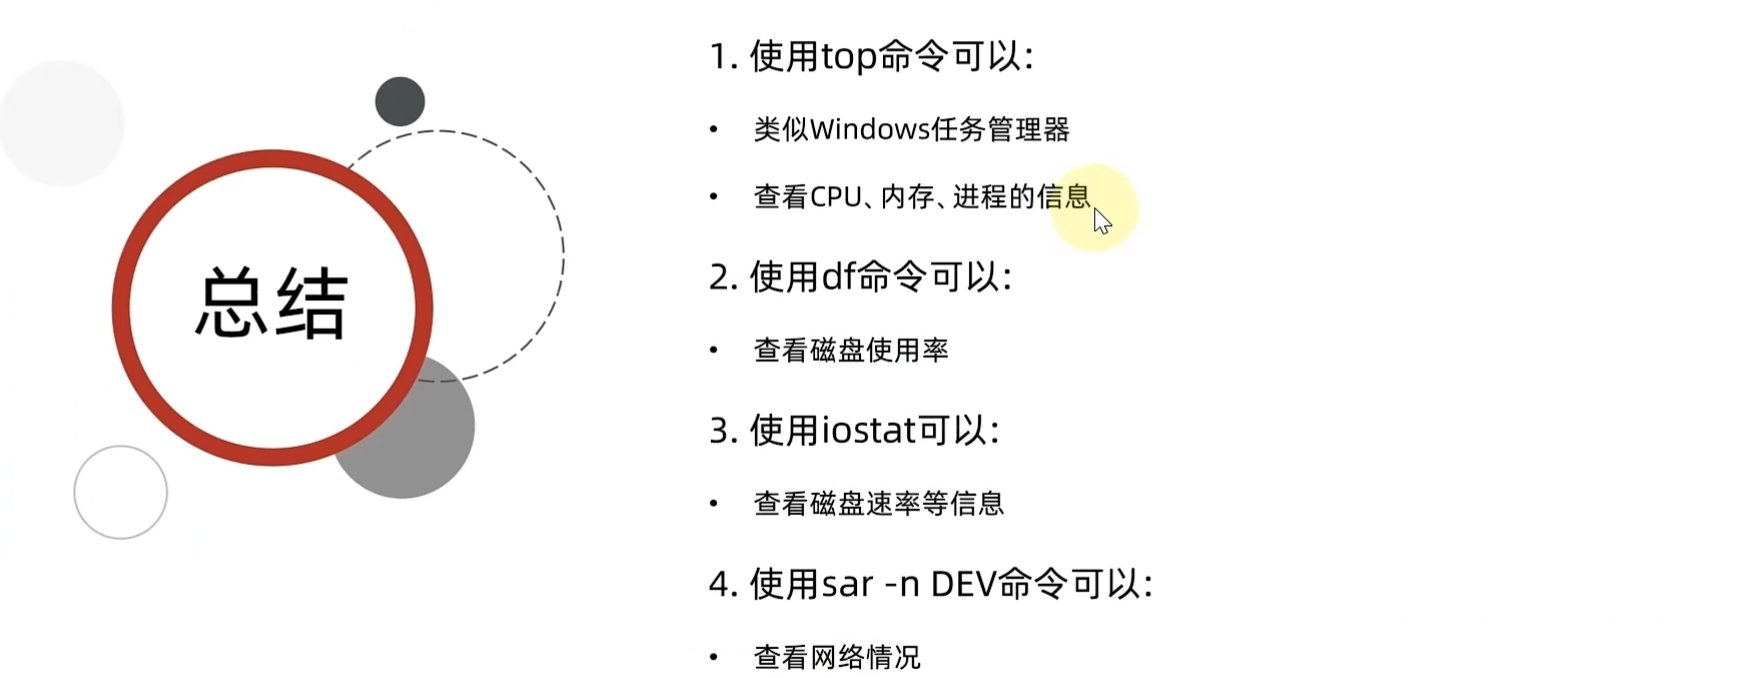 总结
1. 使用top命令可以:
• 类似Windows任务管理器
• 查看CPU、内存、进程的信息
2. 使用df命令可以:
• 查看磁盘使用率
3. 使用iostat可以:
• 查看磁盘速率等信息
4. 使用sar -n DEV命令可以:
• 查看网络情况